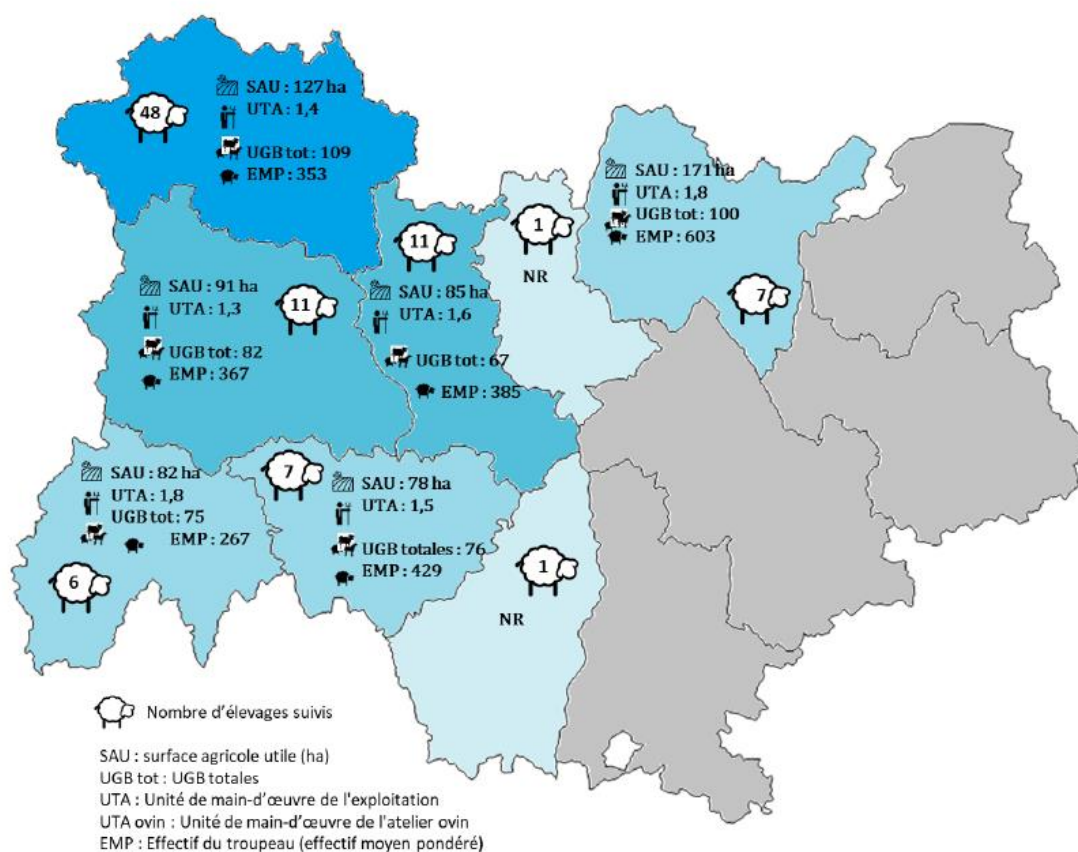 48
SAU : 127 ha
UTA : 1,4
UGB tot : 109
EMP : 353
11
SAU : 85 ha
UTA : 1,6
UGB tot : 67
EMP : 385
1
NR
SAU : 171 ha
UTA : 1,8
UGB tot : 100
EMP : 603
7
SAU : 91 ha
UTA : 1,3
UGB tot : 82
EMP : 367
11
SAU : 82 ha
UTA : 1,8
UGB tot : 75
EMP : 267
6
7
SAU : 78 ha
UTA : 1,5
UGB totales : 76
EMP : 429
1
NR
Nombre d'élevages suivis
SAU : surface agricole utile (ha)
UGB tot : UGB totales
UTA : Unité de main-d'œuvre de l'exploitation
UTA ovin : Unité de main-d'œuvre de l'atelier ovin
EMP : Effectif du troupeau (effectif moyen pondéré)